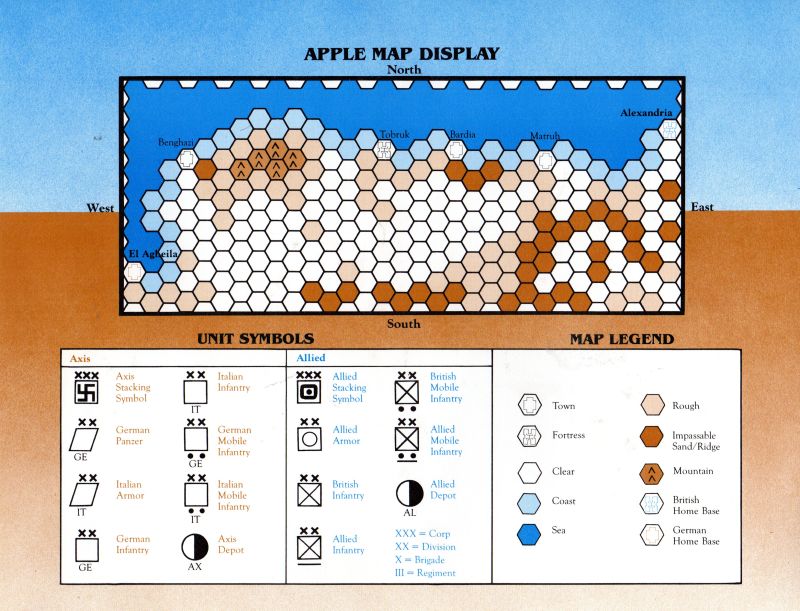 APPLE MAP DISPLAY
North
Alexandria
Benghazi
Tobruk
Bardia
Matruh
West
East
El Agheila
South
UNIT SYMBOLS
MAP LEGEND
Axis
Allied
XXX
Axis
Stacking
Symbol
XX
IT
Italian
Infantry
XX
GE
German
Panzer
XX
GE
German
Mobile
Infantry
XX
IT
Italian
Armor
XX
IT
Italian
Mobile
Infantry
XX
GE
German
Infantry
AX
Axis
Depot
XXX
Allied
Stacking
Symbol
XX
British
Mobile
Infantry
XX
Allied
Armor
XX
Allied
Mobile
Infantry
XX
British
Infantry
AL
Allied
Depot
XX
Allied
Infantry
XXX = Corp
XX = Division
X = Brigade
III = Regiment
Town
Rough
Fortress
Impassable
Sand/Ridge
Clear
Mountain
Coast
British
Home Base
Sea
German
Home Base